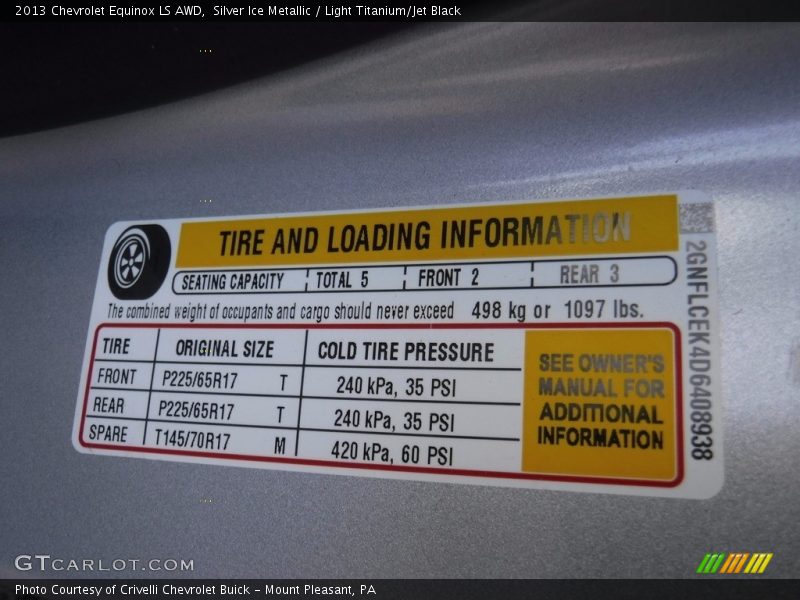 2013 Chevrolet Equinox LS AWD,  Silver Ice Metallic / Light Titanium/Jet Black
TIRE AND LOADING INFORMATION
SEATING CAPACITY TOTAL 5 FRONT 2 REAR 3
The combined weight of occupants and cargo should never exceed 498 kg or 1097 lbs.
TIRE ORIGINAL SIZE COLD TIRE PRESSURE
FRONT P225/65R17 T 240 kPa, 35 PSI
REAR P225/65R17 T 240 kPa, 35 PSI
SPARE T145/70R17 M 420 kPa, 60 PSI
SEE OWNER'S
MANUAL FOR
ADDITIONAL
INFORMATION
2GNFLCEK4D6408938
GTCARLOT.COM
Photo Courtesy of Crivelli Chevrolet Buick – Mount Pleasant, PA